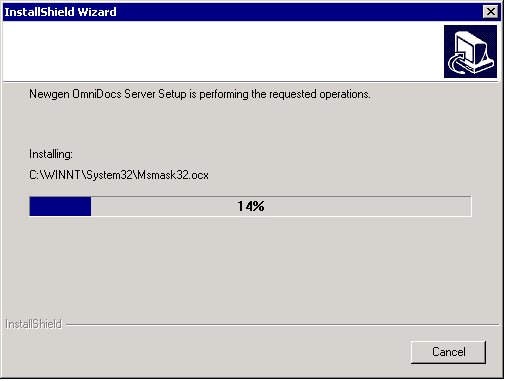 InstallShield Wizard
Newgen OmniDocs Server Setup is performing the requested operations.
Installing:
C:\WINNT\System32\Msmask32.ocx
14%
InstallShield
Cancel